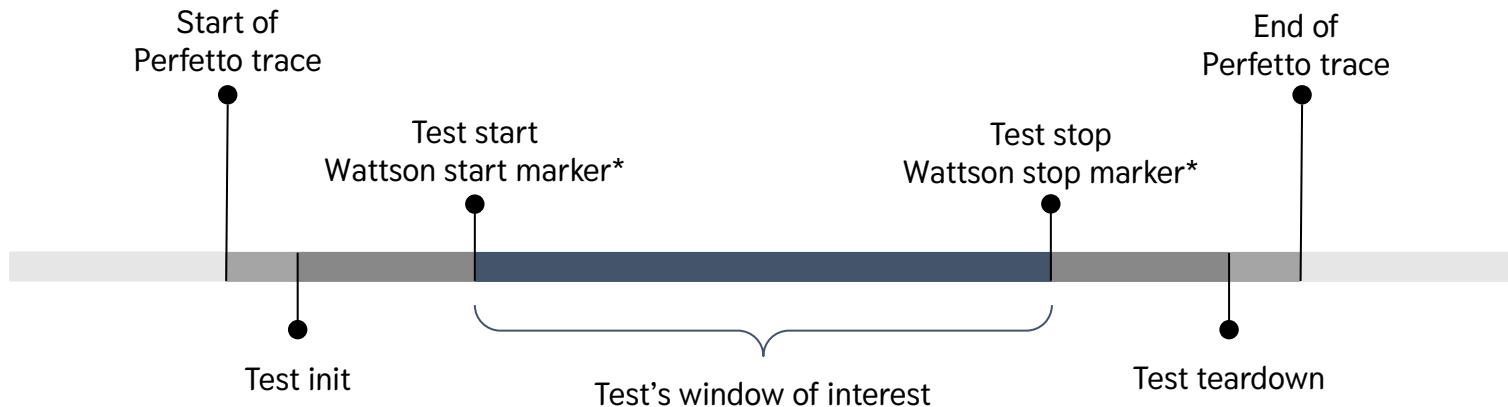 Start of
Perfetto trace
End of
Perfetto trace
Test start
Wattson start marker*
Test stop
Wattson stop marker*
Test init
Test's window of interest
Test teardown